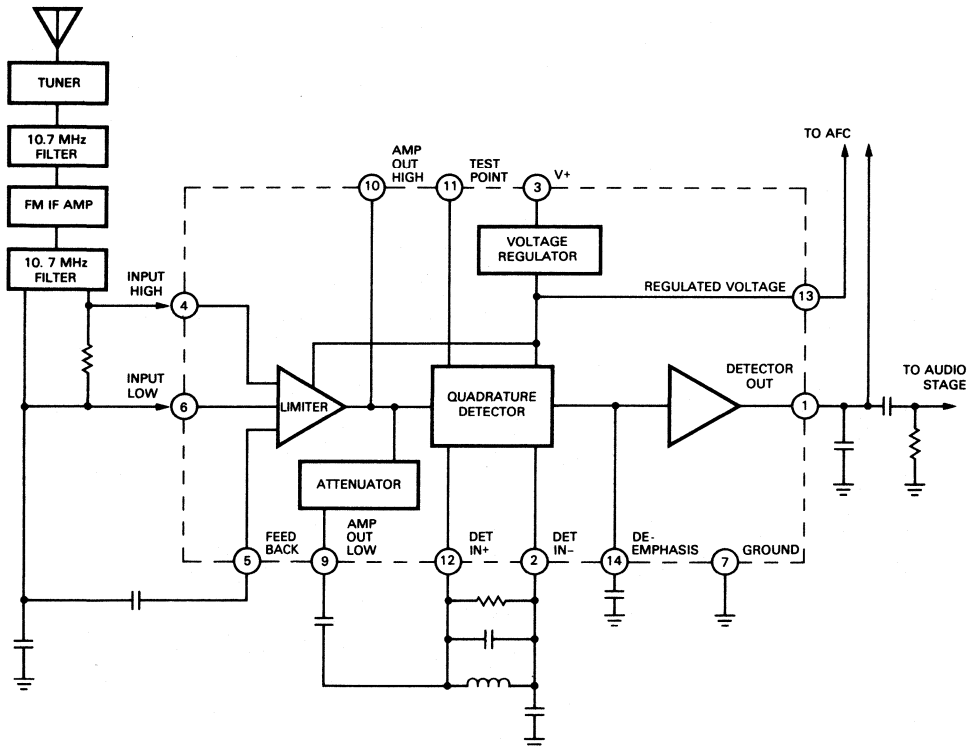 TUNER
10.7 MHz
FILTER
FM IF AMP
10. 7 MHz
FILTER
INPUT
HIGH
4
INPUT
LOW
6
AMP
OUT
HIGH
10
11
TEST
POINT
3
V+
VOLTAGE
REGULATOR
REGULATED VOLTAGE
13
TO AFC
LIMITER
QUADRATURE
DETECTOR
DETECTOR
OUT
1
TO AUDIO
STAGE
ATTENUATOR
5
FEED
BACK
9
AMP
OUT
LOW
12
DET
IN+
2
DET
IN−
14
DE-
EMPHASIS
7
GROUND